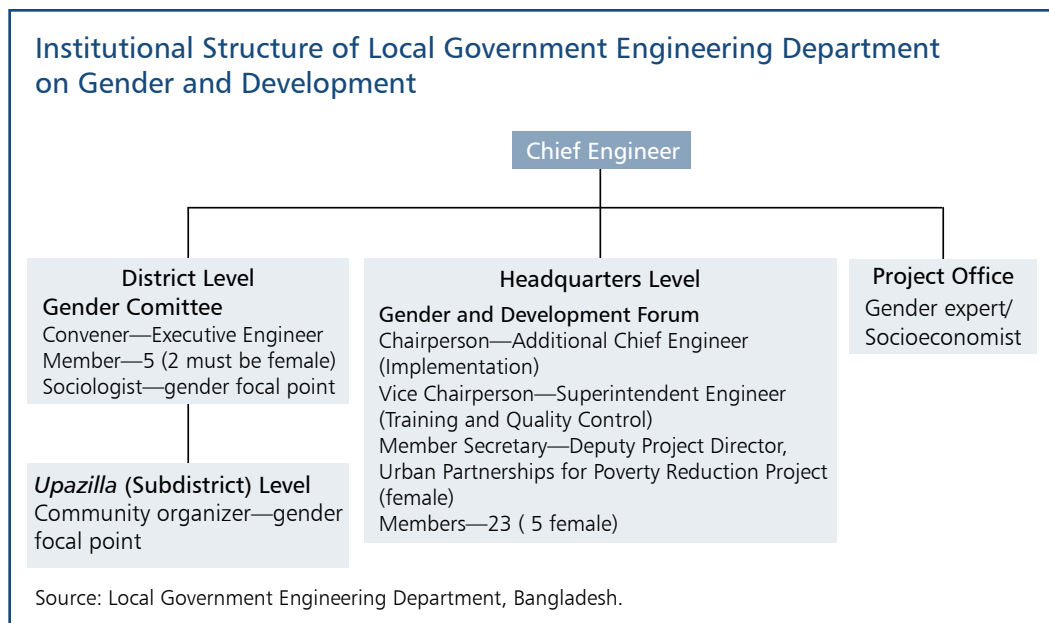 Institutional Structure of Local Government Engineering Department
on Gender and Development
Chief Engineer
District Level
Gender Comittee
Convener—Executive Engineer
Member—5 (2 must be female)
Sociologist—gender focal point
Upazilla (Subdistrict) Level
Community organizer—gender
focal point
Headquarters Level
Gender and Development Forum
Chairperson—Additional Chief Engineer
(Implementation)
Vice Chairperson—Superintendent Engineer
(Training and Quality Control)
Member Secretary—Deputy Project Director,
Urban Partnerships for Poverty Reduction Project
(female)
Members—23 ( 5 female)
Project Office
Gender expert/
Socioeconomist
Source: Local Government Engineering Department, Bangladesh.